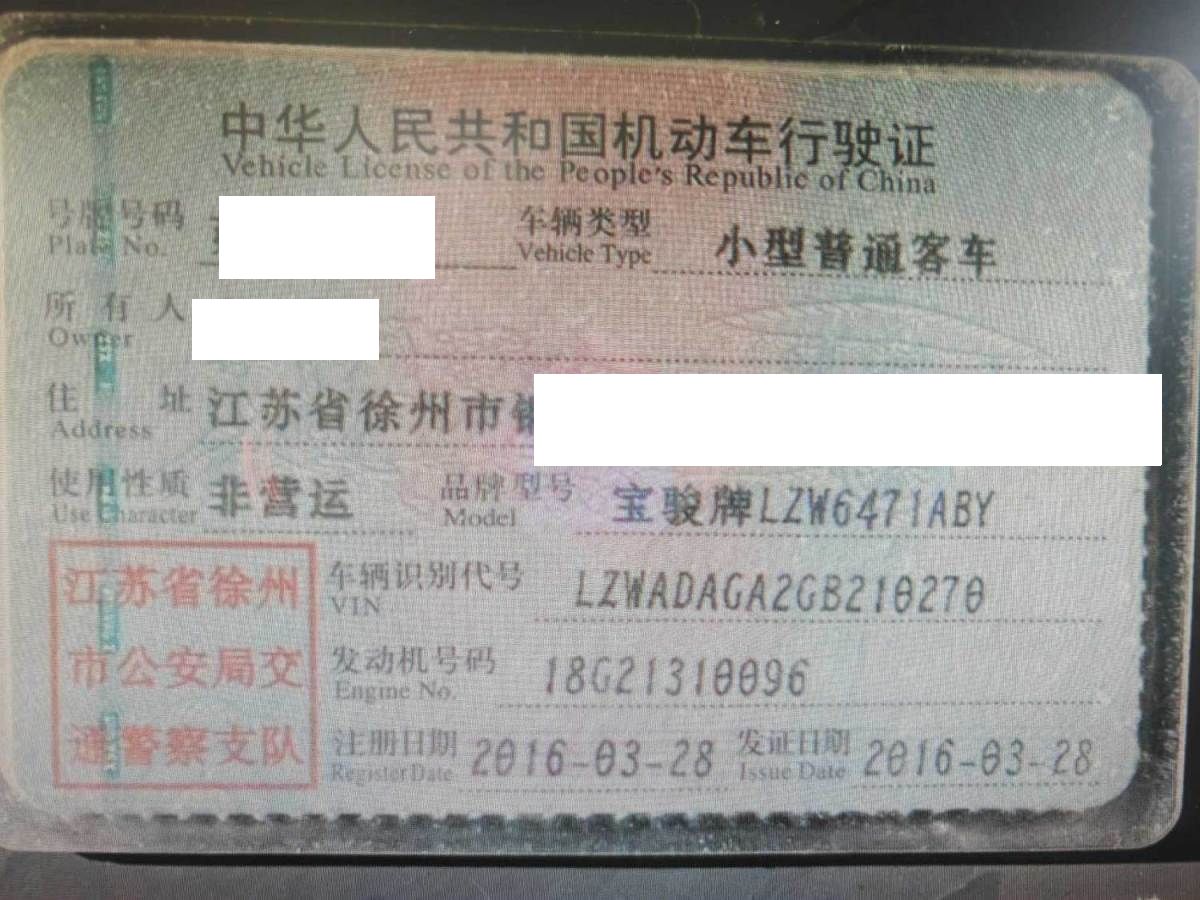 中华人民共和国机动车行驶证
Vehicle License of the People's Republic of China
号牌号码 车辆类型 小型普通客车
Plate No. Vehicle Type
所有人
Owner
住址 江苏省徐州市
Address
使用性质 非营运 品牌型号 宝骏牌LZW6471ABY
Use Character Model
江苏省徐州
市公安局交
通警察支队
车辆识别代号 LZWADAGA2GB210270
VIN
发动机号码 18G21310096
Engine No.
注册日期 2016-03-28 发证日期 2016-03-28
Register Date Issue Date